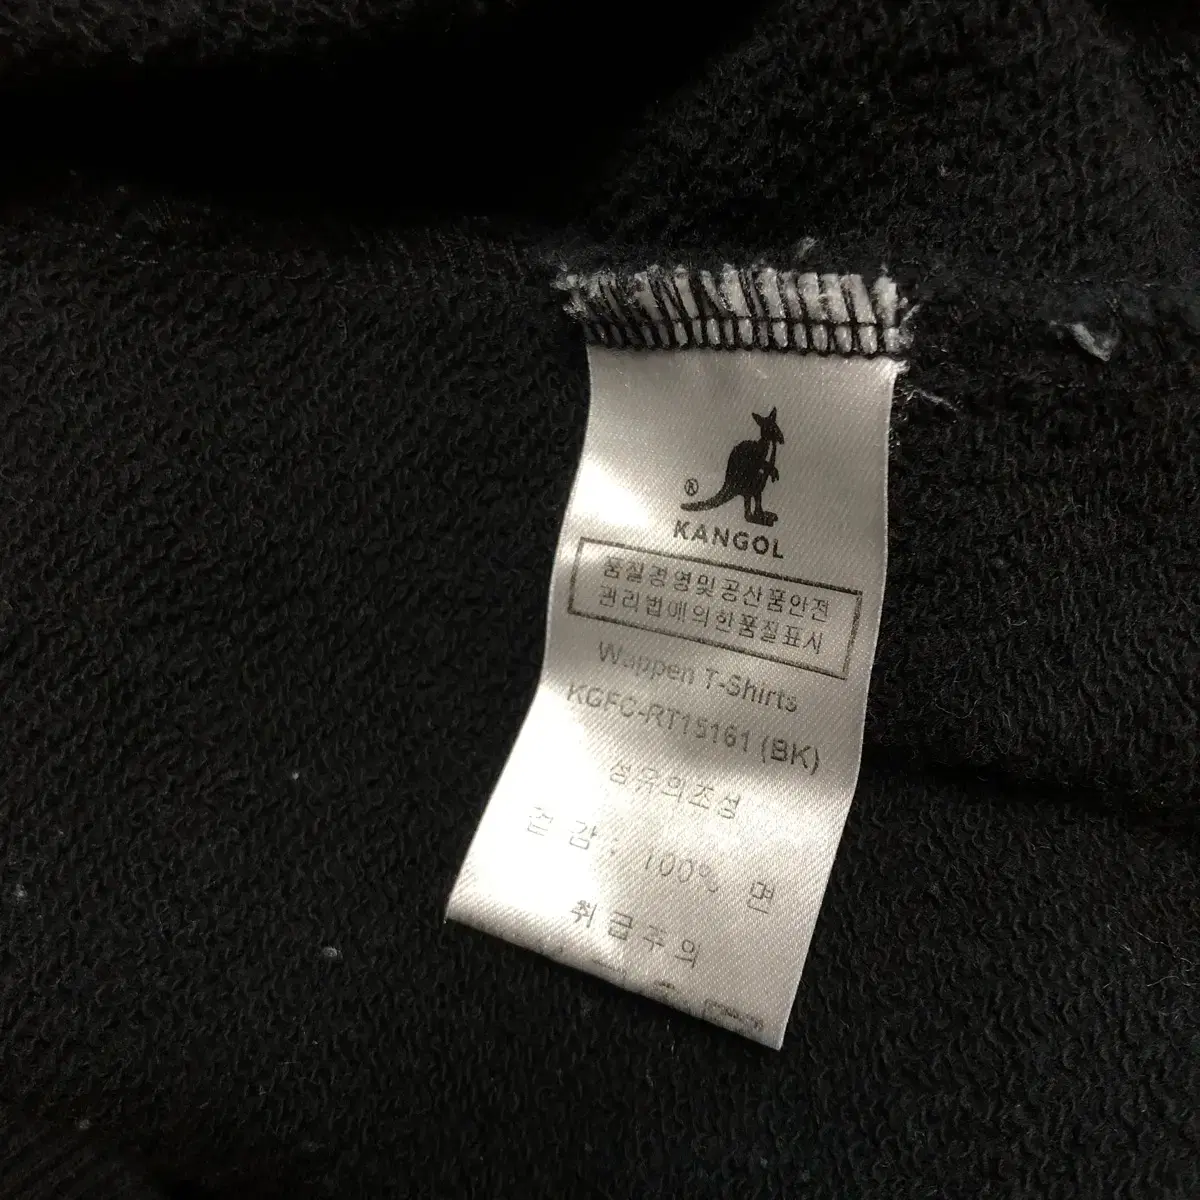 ®
KANGOL
품질경영및공산품안전
관리법에의한품질표시
Wappen T-Shirts
KGFC-RT15161 (BK)
섬유의조성
겉감: 100% 면
취급주의